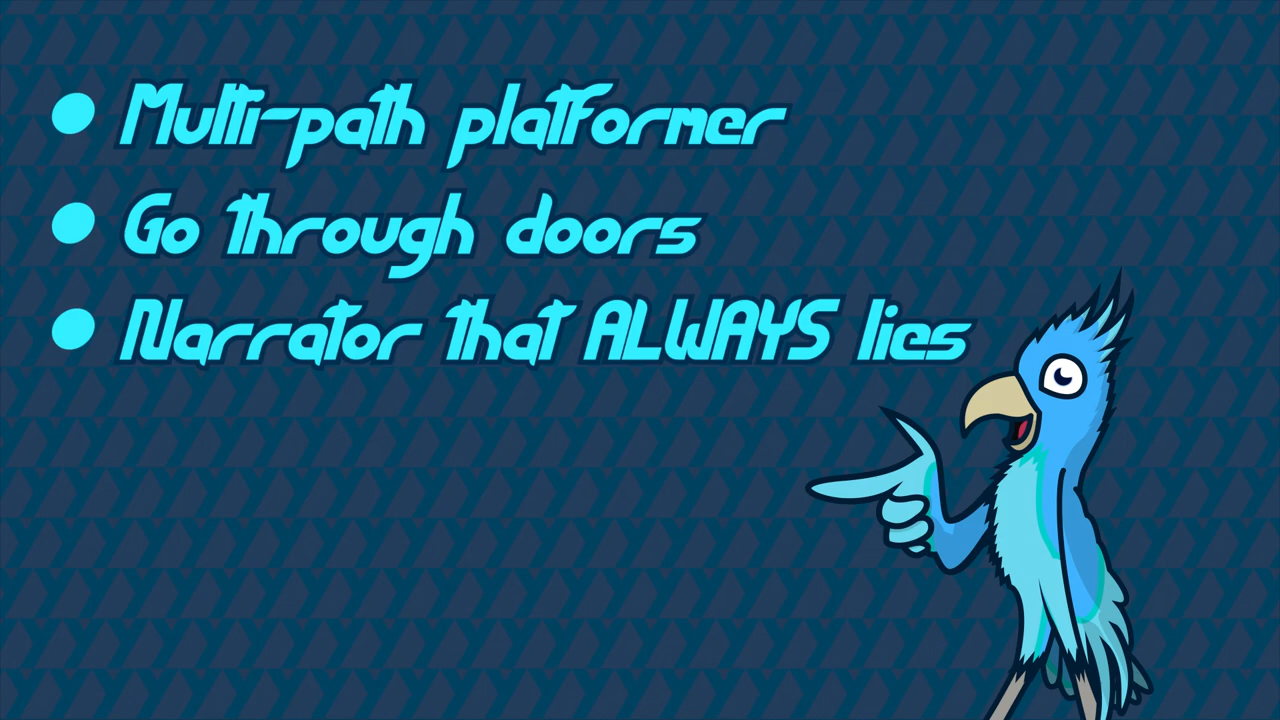 • Multi-path platformer
• Go through doors
• Narrator that ALWAYS lies